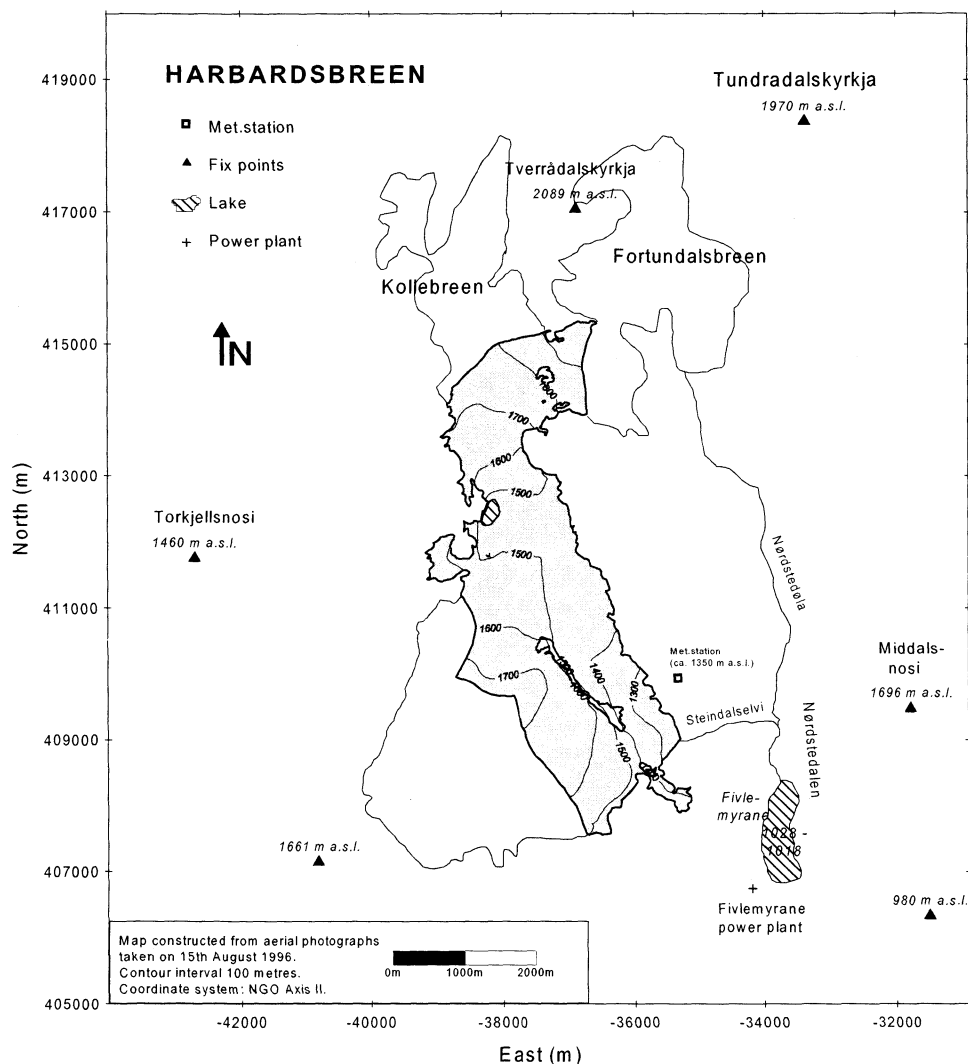 HARBARDSBREEN
Met.station
Fix points
Lake
Power plant
N
Tundradalskyrkja
1970 m a.s.l.
Tverrådalskyrkja
2089 m a.s.l.
Fortundalsbreen
Kollebreen
1700
1600
1500
1500
1600
1700
1400
1300
1500
Torkjellsnosi
1460 m a.s.l.
Nørdstedøla
Met.station
(ca. 1350 m a.s.l.)
Middals-
nosi
1696 m a.s.l.
Steindalselvi
Nørdstedalen
Fivle-
myrane
1028 -
1018
1661 m a.s.l.
Fivlemyrane
power plant
980 m a.s.l.
Map constructed from aerial photographs
taken on 15th August 1996.
Contour interval 100 metres.
Coordinate system: NGO Axis II.
0m 1000m 2000m
419000
417000
415000
413000
411000
409000
407000
405000
North (m)
-42000 -40000 -38000 -36000 -34000 -32000
East (m)